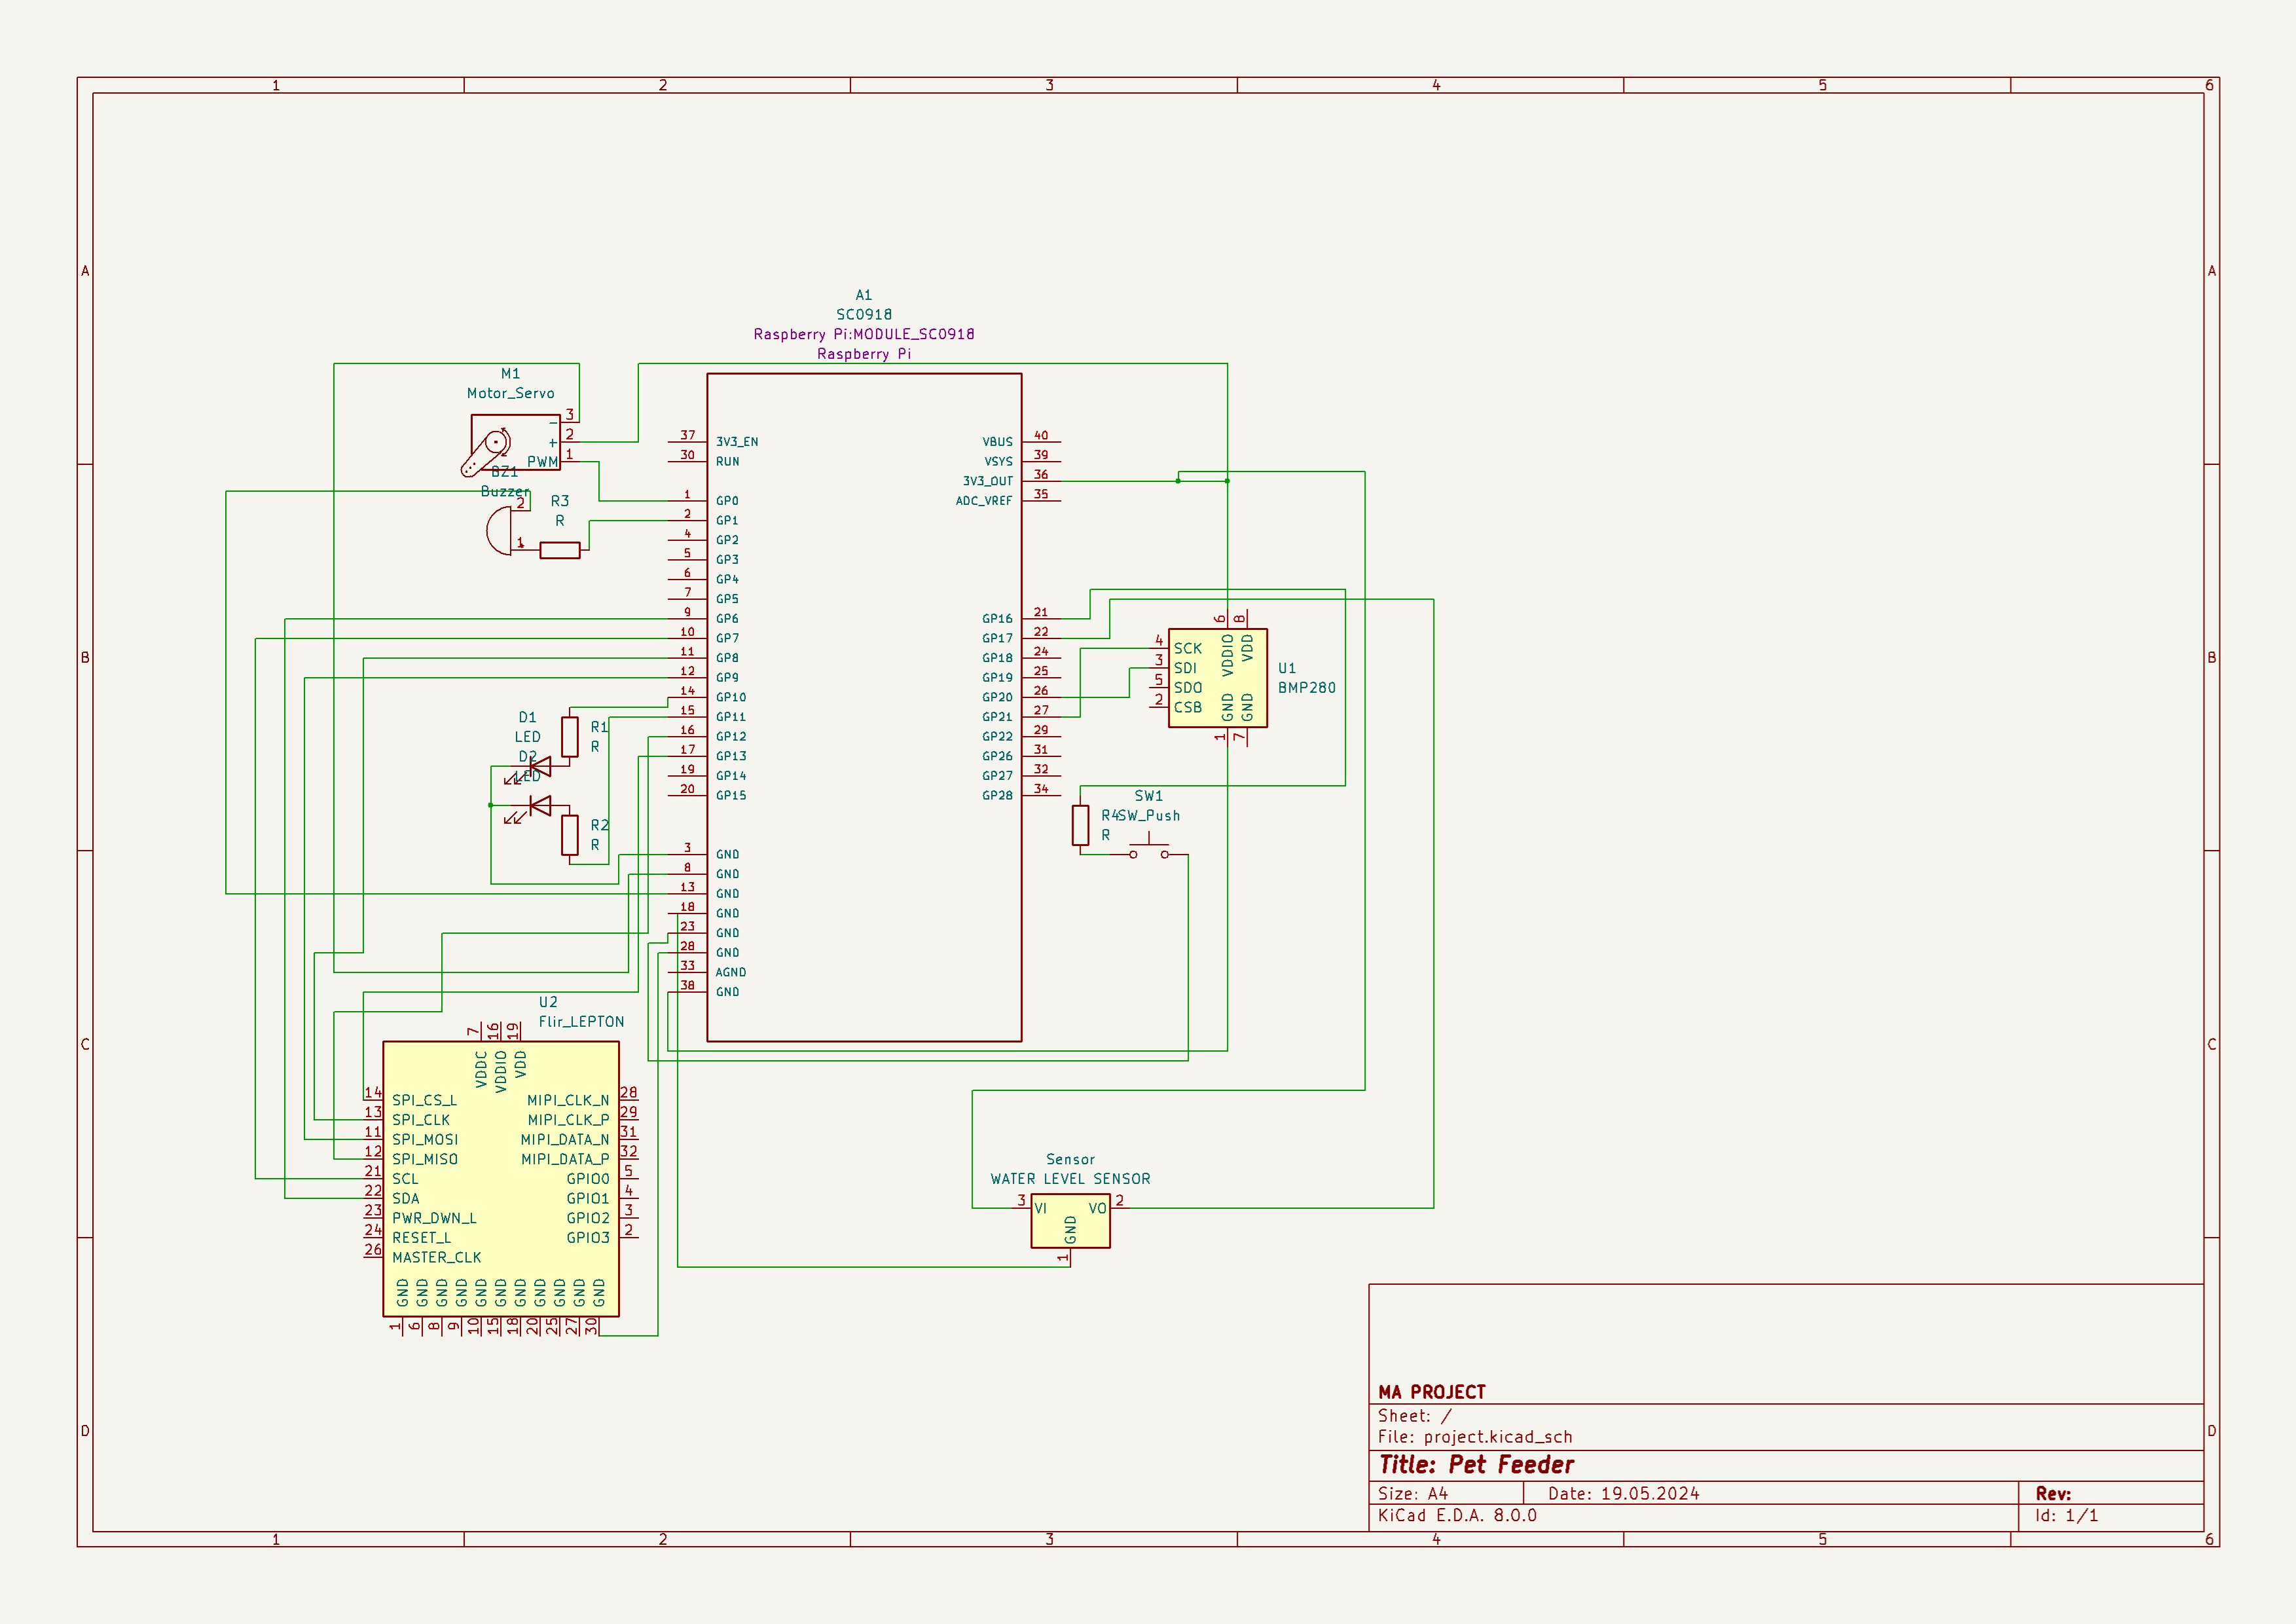 1 2 3 4 5 6
A A
A1
SC0918
Raspberry Pi:MODULE_SC0918
Raspberry Pi
M1
Motor_Servo
3 −
2 +
1 PWM
BZ1
Buzzer
2
1
R3
R
37 3V3_EN
30 RUN
1 GP0
2 GP1
4 GP2
5 GP3
6 GP4
7 GP5
9 GP6
10 GP7
11 GP8
12 GP9
14 GP10
15 GP11
16 GP12
17 GP13
19 GP14
20 GP15
3 GND
8 GND
13 GND
18 GND
23 GND
28 GND
33 AGND
38 GND
VBUS 40
VSYS 39
3V3_OUT 36
ADC_VREF 35
GP16 21
GP17 22
GP18 24
GP19 25
GP20 26
GP21 27
GP22 29
GP26 31
GP27 32
GP28 34
B B
6 8
VDDIO VDD
4 SCK
3 SDI
5 SDO
2 CSB
GND GND
1 7
U1
BMP280
D1
LED
D2
LED
R1
R
R2
R
SW1
SW_Push
R4
R
C C
U2
Flir_LEPTON
7 16 19
VDDC VDDIO VDD
14 SPI_CS_L
13 SPI_CLK
11 SPI_MOSI
12 SPI_MISO
21 SCL
22 SDA
23 PWR_DWN_L
24 RESET_L
26 MASTER_CLK
MIPI_CLK_N 28
MIPI_CLK_P 29
MIPI_DATA_N 31
MIPI_DATA_P 32
GPIO0 5
GPIO1 4
GPIO2 3
GPIO3 2
GND GND GND GND GND GND GND GND GND GND GND
1 6 8 9 10 15 18 20 25 27 30
Sensor
WATER LEVEL SENSOR
3 VI VO 2
GND
1
D D
MA PROJECT
Sheet: /
File: project.kicad_sch
Title: Pet Feeder
Size: A4 Date: 19.05.2024 Rev:
KiCad E.D.A. 8.0.0 Id: 1/1
1 2 3 4 5 6